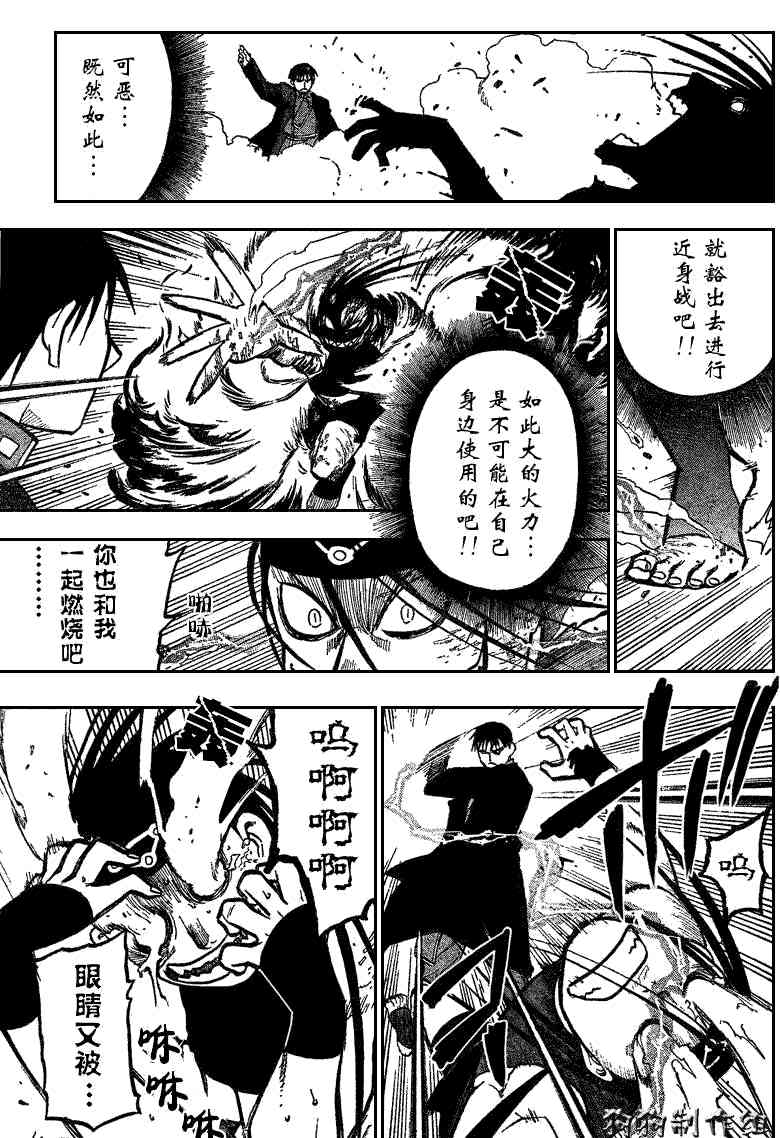 可恶…
既然如此…
就豁出去进行
近身战吧!!
如此大的火力…
是不可能在自己
身边使用的吧!!
啪
哧
你也和我
一起燃烧吧
………
呜
呜啊啊啊
眼睛又被…
咻
咻
咻
制作组